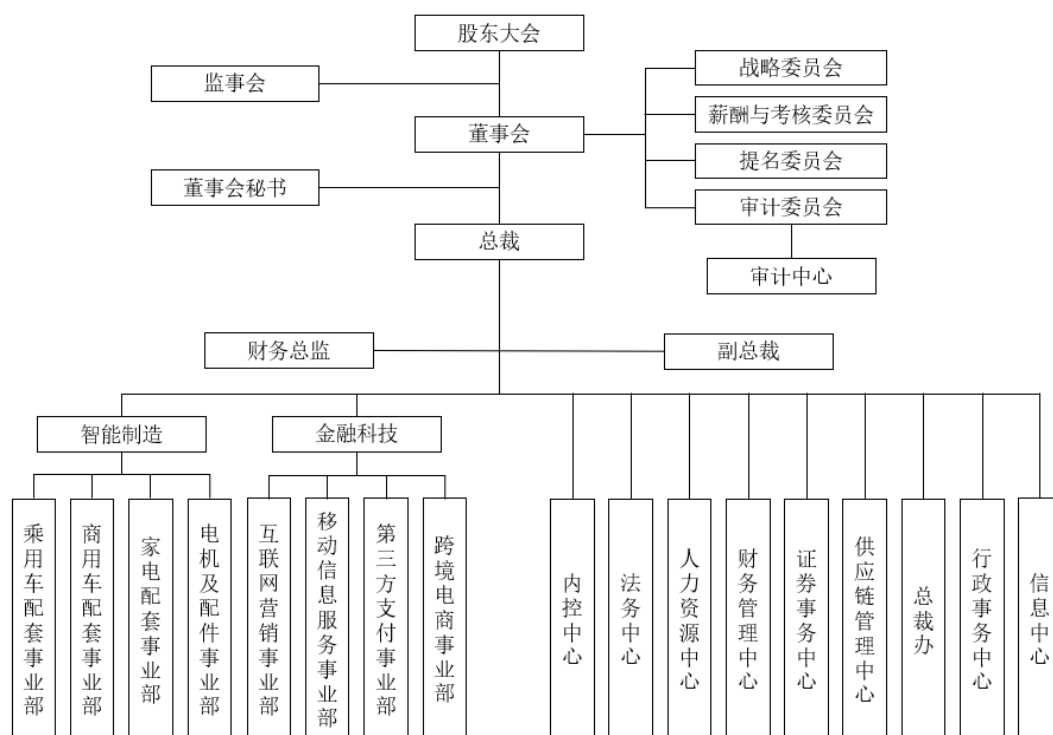 股东大会
监事会
战略委员会
薪酬与考核委员会
董事会
提名委员会
董事会秘书
审计委员会
总裁
审计中心
财务总监
副总裁
智能制造
金融科技
乘用车配套事业部
商用车配套事业部
家电配套事业部
电机及配件事业部
互联网营销事业部
移动信息服务事业部
第三方支付事业部
跨境电商事业部
内控中心
法务中心
人力资源中心
财务管理中心
证券事务中心
供应链管理中心
总裁办
行政事务中心
信息中心